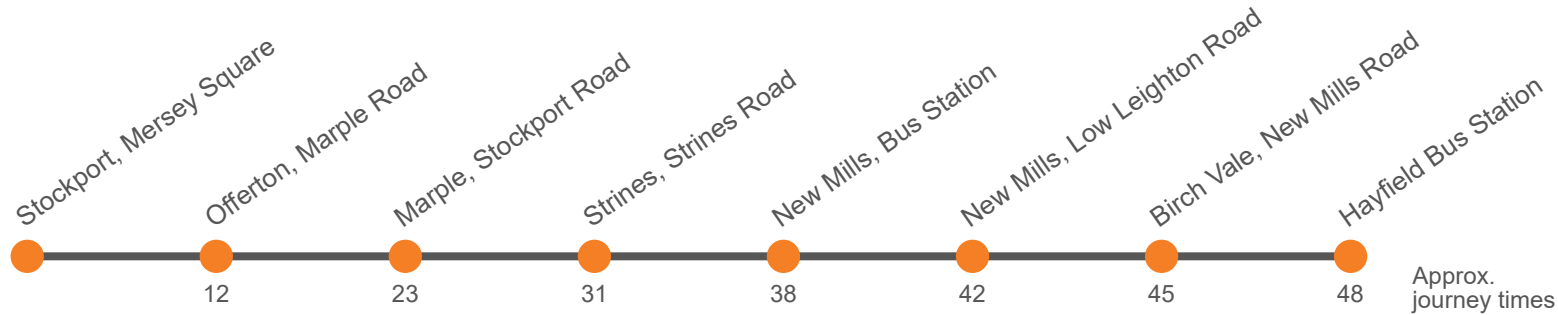 Stockport, Mersey Square
Offerton, Marple Road
Marple, Stockport Road
Strines, Strines Road
New Mills, Bus Station
New Mills, Low Leighton Road
Birch Vale, New Mills Road
Hayfield Bus Station
12
23
31
38
42
45
48
Approx.
journey times